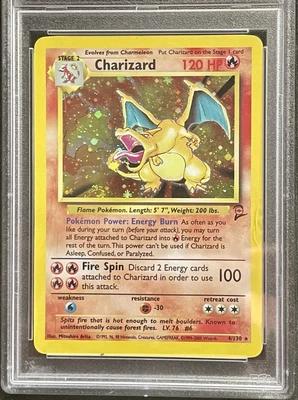 Evolves from Charmeleon Put Charizard on the Stage 1 card
STAGE 2
Charizard 120 HP
Flame Pokémon. Length: 5' 7", Weight: 200 lbs.
Pokémon Power: Energy Burn As often as you
like during your turn (before your attack), you may turn
all Energy attached to Charizard into Energy for the
rest of the turn. This power can't be used if Charizard is
Asleep, Confused, or Paralyzed.
Fire Spin Discard 2 Energy
cards attached to Charizard in order to use
this attack.
100
weakness resistance retreat cost
-30
Spits fire that is hot enough to melt boulders. Known to
unintentionally cause forest fires. LV. 76 #6
Illus. Mitsuhiro Arita
4/130